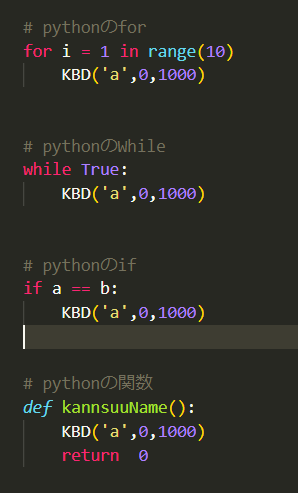 # pythonのfor
for i = 1 in range(10)
    KBD('a',0,1000)
# pythonのWhile
while True:
    KBD('a',0,1000)
# pythonのif
if a == b:
    KBD('a',0,1000)
# pythonの関数
def kannsuuName():
    KBD('a',0,1000)
    return  0